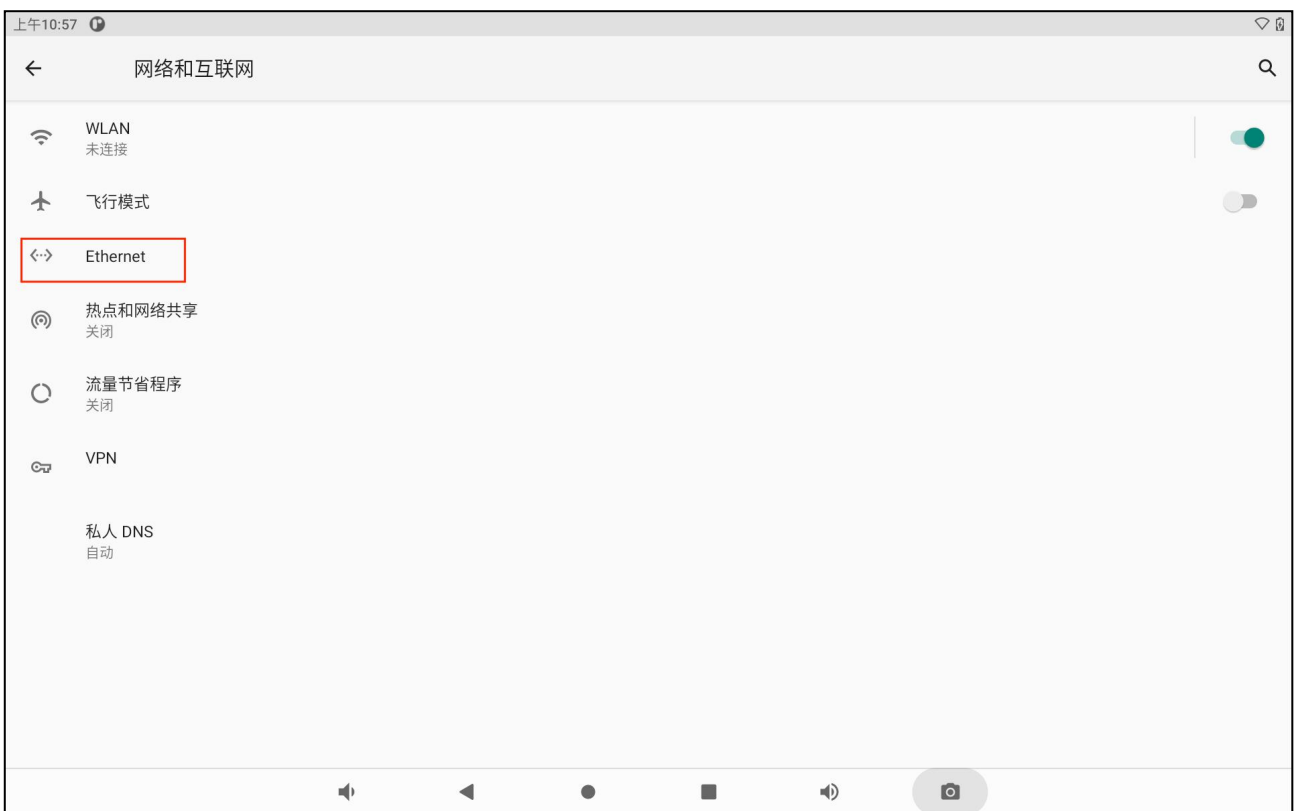 上午10:57
网络和互联网
WLAN
未连接
飞行模式
Ethernet
热点和网络共享
关闭
流量节省程序
关闭
VPN
私人 DNS
自动